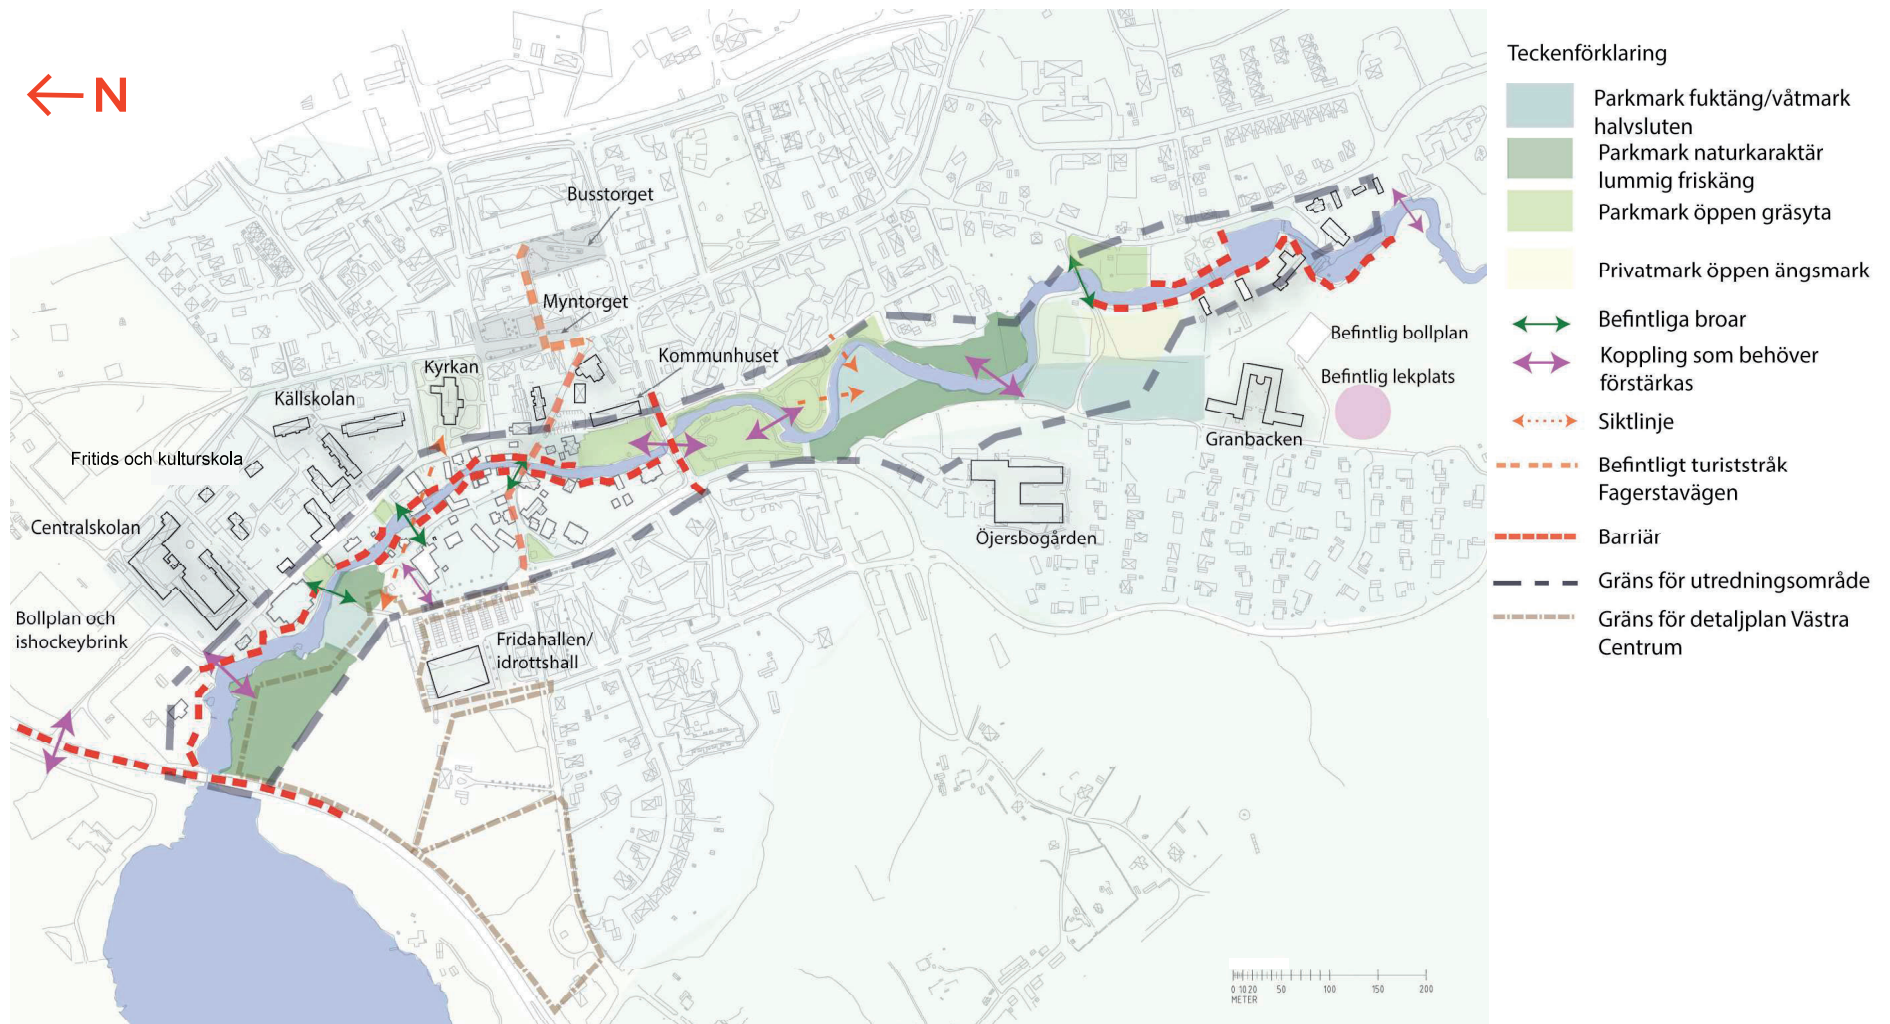 N
Busstorget
Myntorget
Kommunhuset
Kyrkan
Källskolan
Fritids och kulturskola
Centralskolan
Bollplan och
ishockeybrink
Fridahallen/
idrottshall
Öjersbogården
Granbacken
Befintlig bollplan
Befintlig lekplats
0 10 20 50 100 150 200
METER
Teckenförklaring
Parkmark fuktäng/våtmark
halvsluten
Parkmark naturkaraktär
lummig friskäng
Parkmark öppen gräsyta
Privatmark öppen ängsmark
Befintliga broar
Koppling som behöver
förstärkas
Siktlinje
Befintligt turiststråk
Fagerstavägen
Barriär
Gräns för utredningsområde
Gräns för detaljplan Västra
Centrum